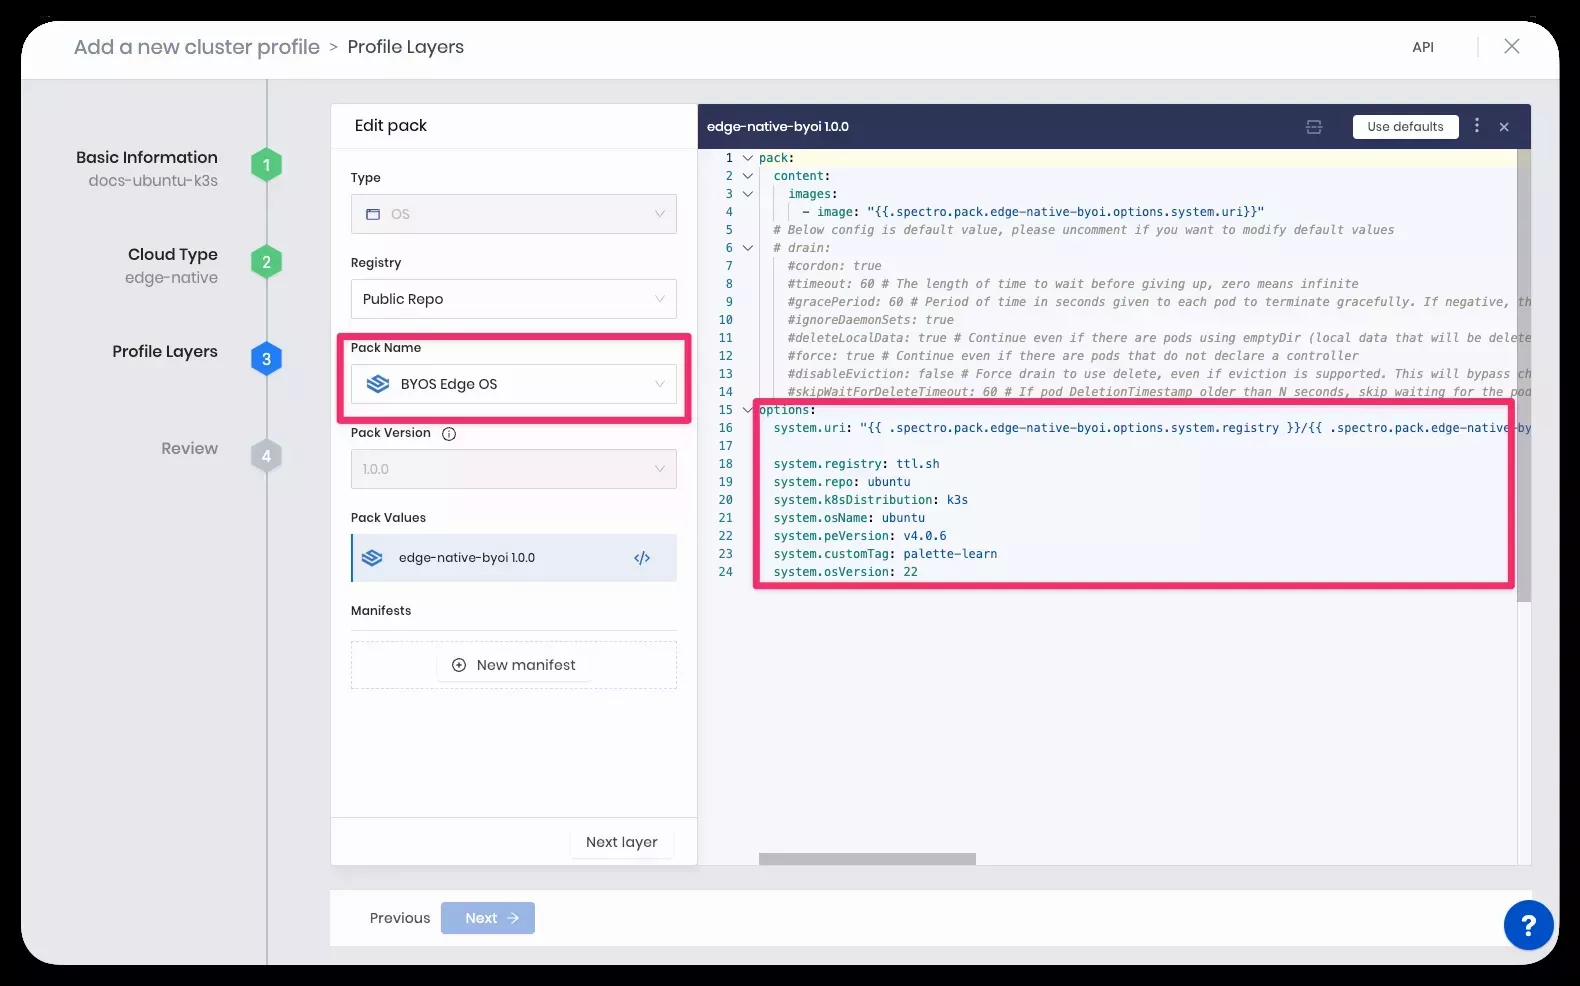 Add a new cluster profile > Profile Layers
API
Basic Information
docs-ubuntu-k3s
1
Cloud Type
edge-native
2
Profile Layers
3
Review
4
Edit pack
Type
OS
Registry
Public Repo
Pack Name
BYOS Edge OS
Pack Version
1.0.0
Pack Values
edge-native-byoi 1.0.0
Manifests
New manifest
Next layer
edge-native-byoi 1.0.0
Use defaults
1 pack:
2 content:
3 images:
4 - image: "{{.spectro.pack.edge-native-byoi.options.system.uri}}"
5 # Below config is default value, please uncomment if you want to modify default values
6 # drain:
7 #cordon: true
8 #timeout: 60 # The length of time to wait before giving up, zero means infinite
9 #gracePeriod: 60 # Period of time in seconds given to each pod to terminate gracefully. If negative, th
10 #ignoreDaemonSets: true
11 #deleteLocalData: true # Continue even if there are pods using emptyDir (local data that will be delete
12 #force: true # Continue even if there are pods that do not declare a controller
13 #disableEviction: false # Force drain to use delete, even if eviction is supported. This will bypass ch
14 #skipWaitForDeleteTimeout: 60 # If pod DeletionTimestamp older than N seconds, skip waiting for the pod
15 options:
16 system.uri: "{{ .spectro.pack.edge-native-byoi.options.system.registry }}/{{ .spectro.pack.edge-native-by
17
18 system.registry: ttl.sh
19 system.repo: ubuntu
20 system.k8sDistribution: k3s
21 system.osName: ubuntu
22 system.peVersion: v4.0.6
23 system.customTag: palette-learn
24 system.osVersion: 22
Previous
Next
?